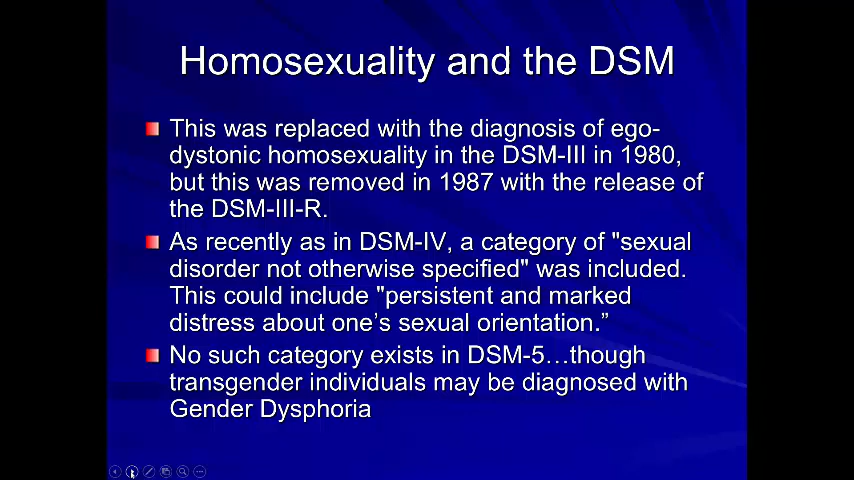 Homosexuality and the DSM
This was replaced with the diagnosis of ego-
dystonic homosexuality in the DSM-III in 1980,
but this was removed in 1987 with the release of
the DSM-III-R.
As recently as in DSM-IV, a category of "sexual
disorder not otherwise specified" was included.
This could include "persistent and marked
distress about one’s sexual orientation.”
No such category exists in DSM-5…though
transgender individuals may be diagnosed with
Gender Dysphoria